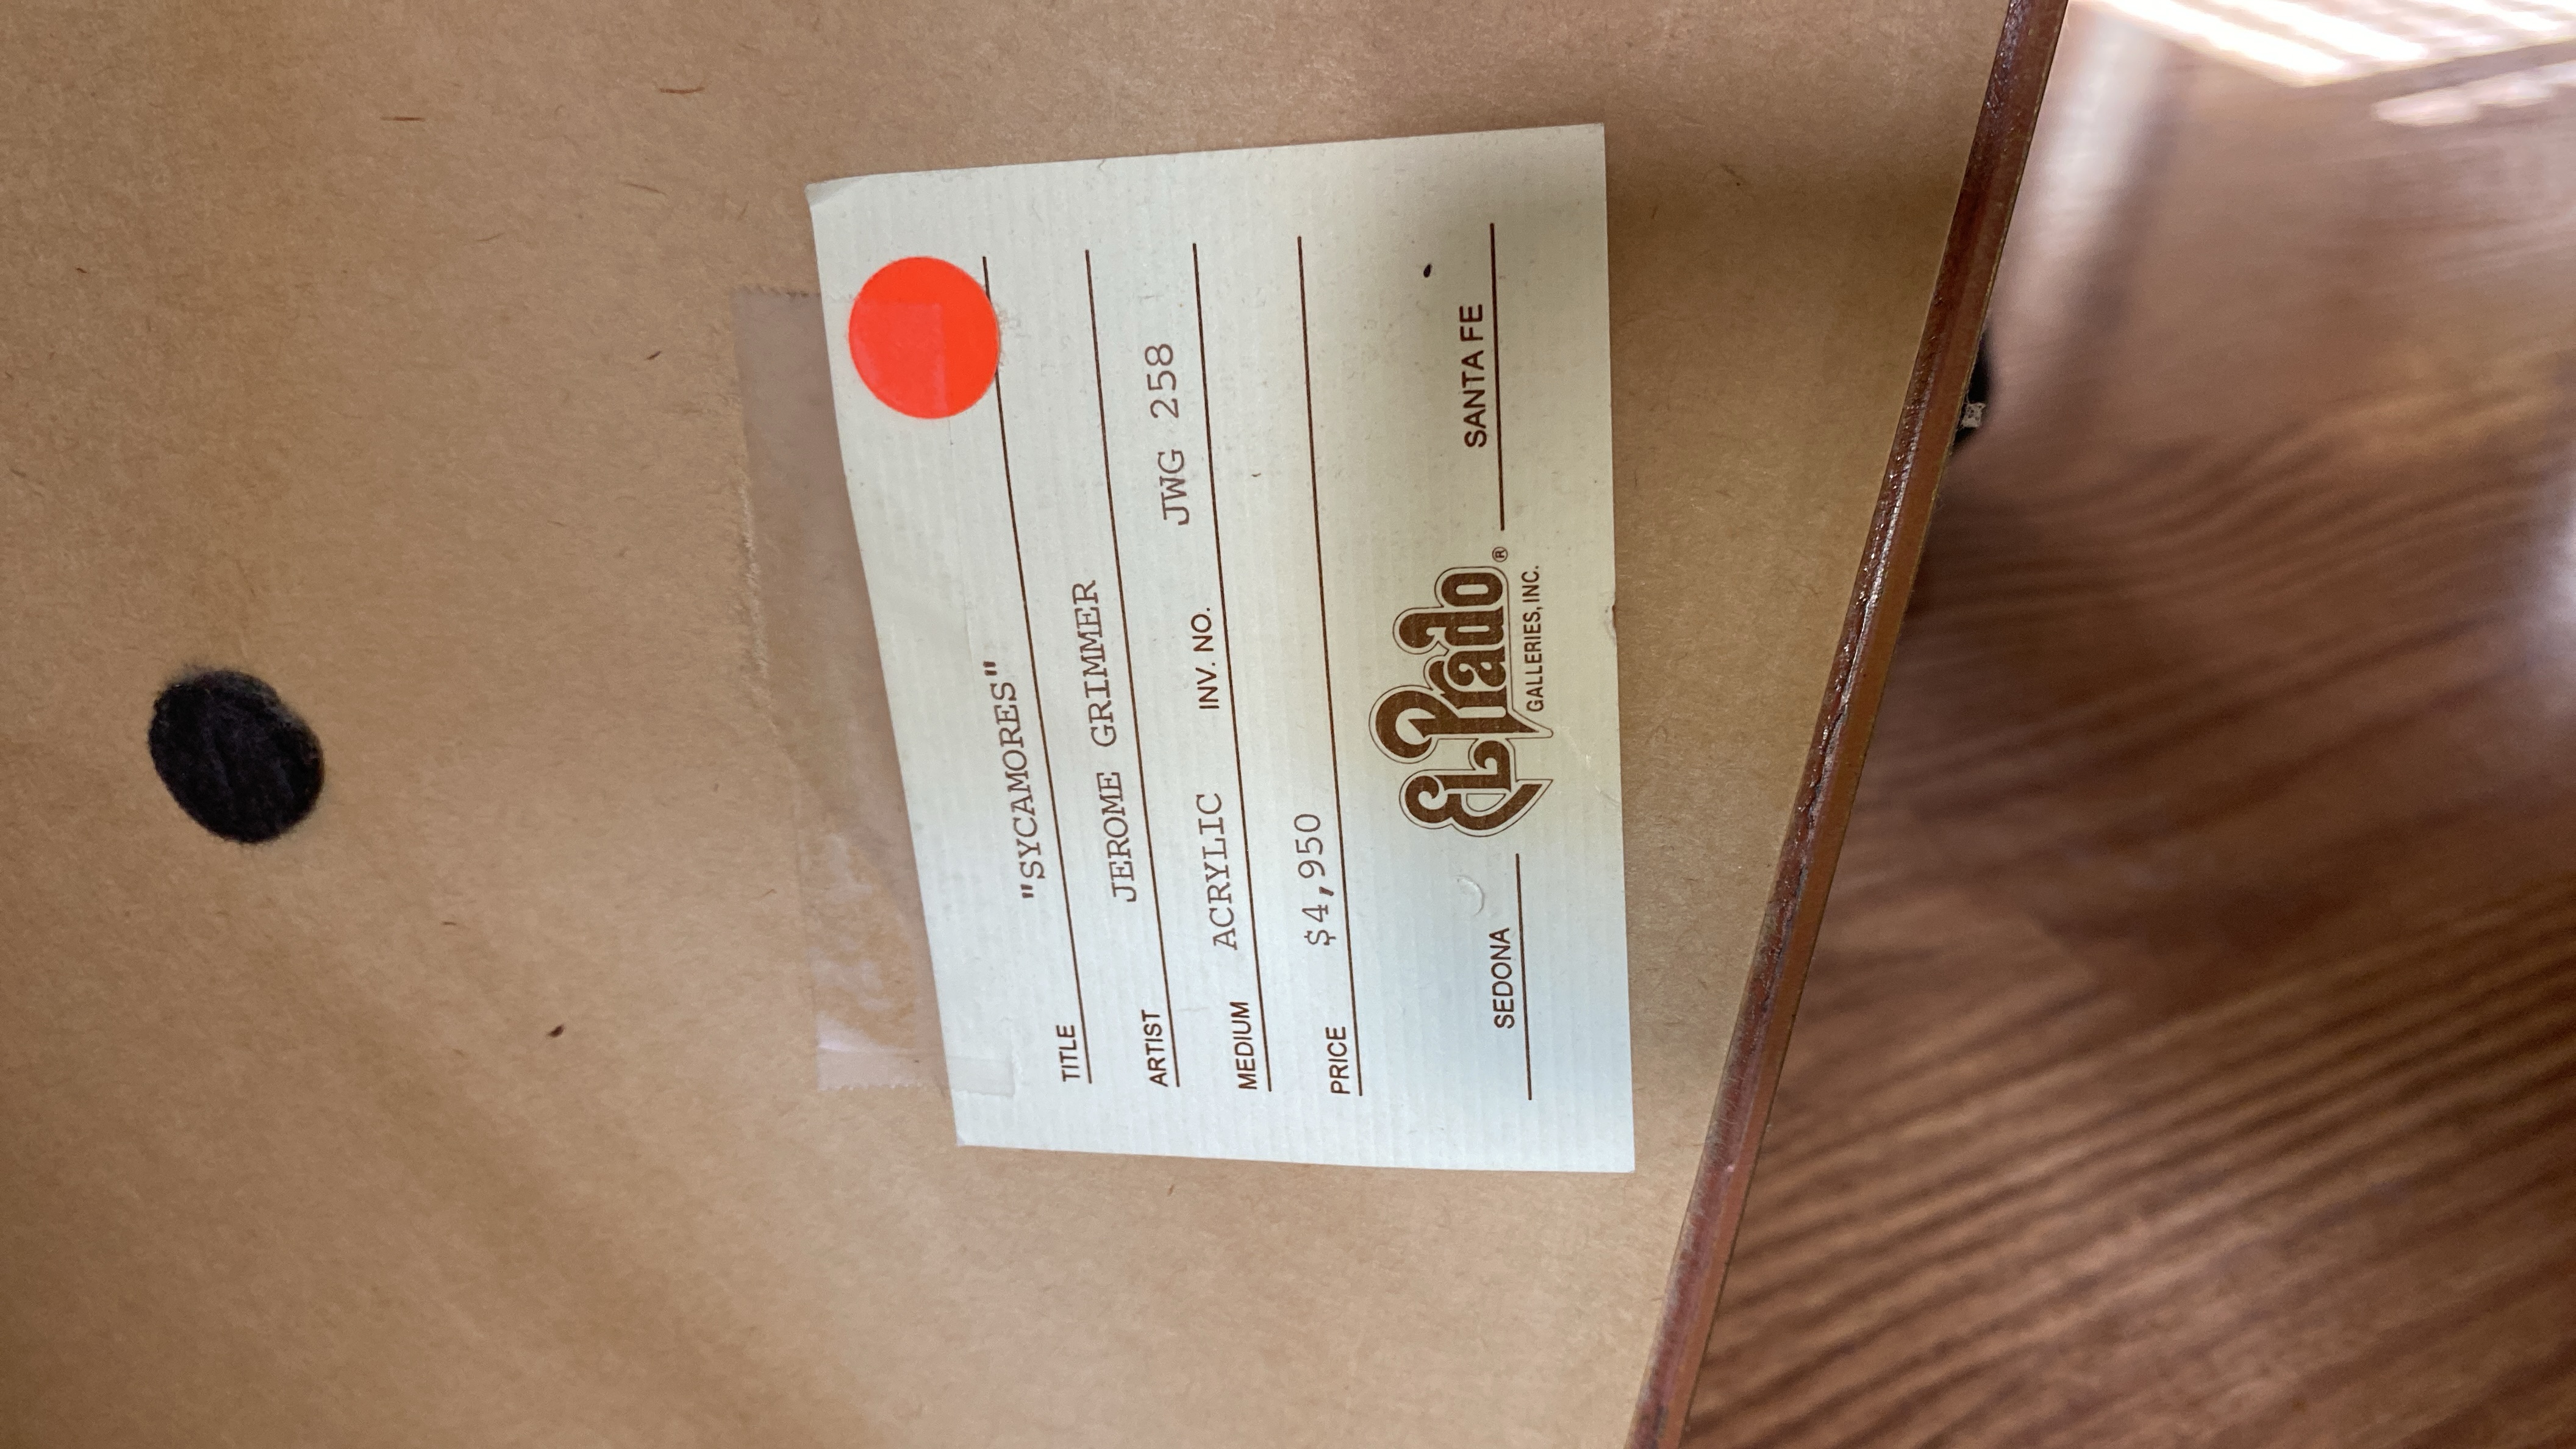 "SYCAMORES"
TITLE
JEROME GRIMMER
ARTIST
MEDIUM ACRYLIC INV. NO. JWG 258
PRICE $4,950
SEDONA EL Prado® SANTA FE
GALLERIES, INC.